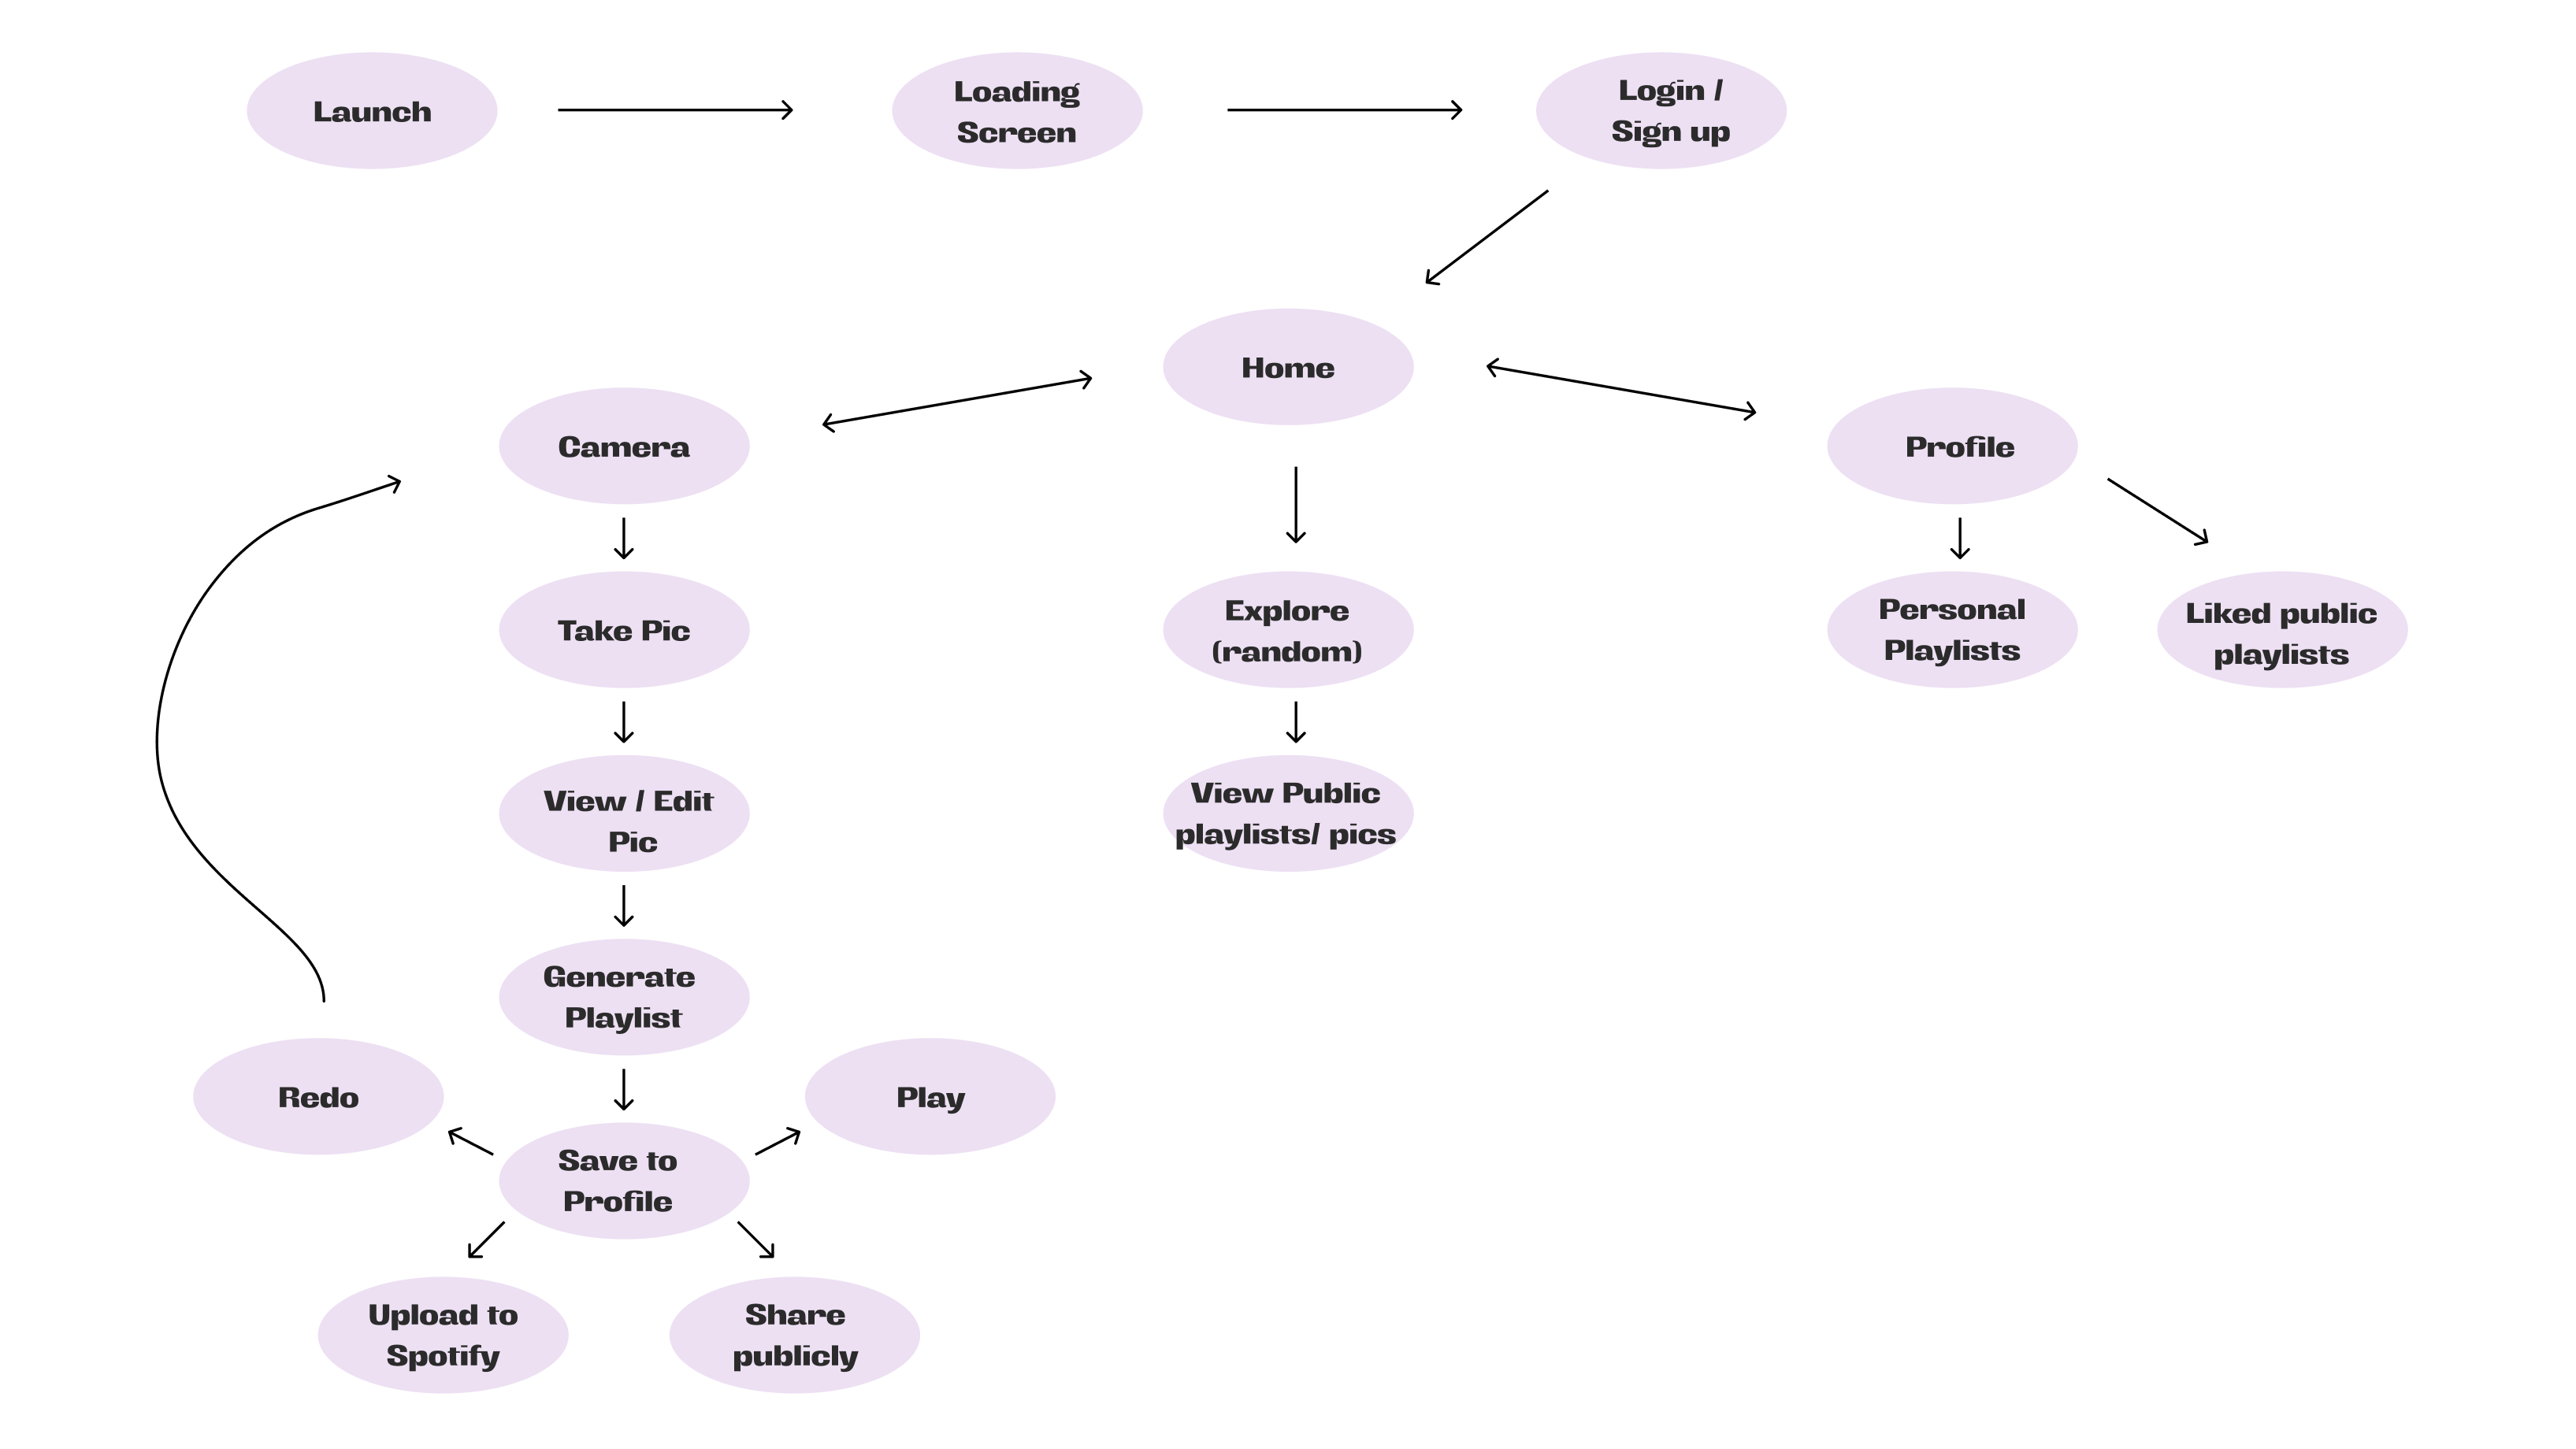 Launch
Loading
Screen
Login /
Sign up
Home
Camera
Profile
Take Pic
Explore
(random)
Personal
Playlists
Liked public
playlists
View / Edit
Pic
View Public
playlists/ pics
Generate
Playlist
Redo
Play
Save to
Profile
Upload to
Spotify
Share
publicly